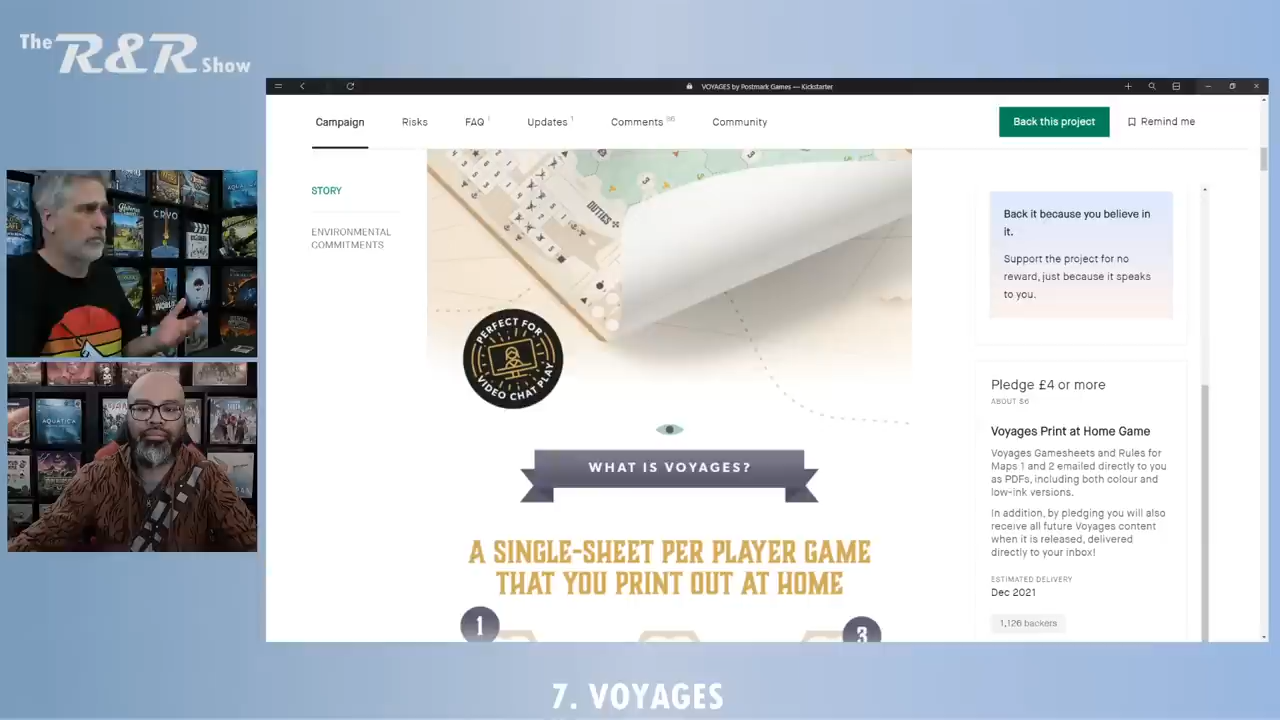 The R&R Show
VOYAGES by Postmark Games — Kickstarter
Campaign
Risks
FAQ 1
Updates 1
Comments 86
Community
Back this project
Remind me
STORY
ENVIRONMENTAL
COMMITMENTS
DUTIES
PERFECT FOR
VIDEO CHAT PLAY
WHAT IS VOYAGES?
A SINGLE-SHEET PER PLAYER GAME
THAT YOU PRINT OUT AT HOME
1
3
Back it because you believe in
it.
Support the project for no
reward, just because it speaks
to you.
Pledge £4 or more
ABOUT $6
Voyages Print at Home Game
Voyages Gamesheets and Rules for
Maps 1 and 2 emailed directly to you
as PDFs, including both colour and
low-ink versions.
In addition, by pledging you will also
receive all future Voyages content
when it is released, delivered
directly to your inbox!
ESTIMATED DELIVERY
Dec 2021
1,126 backers
CRYO
AQUATICA
7. VOYAGES